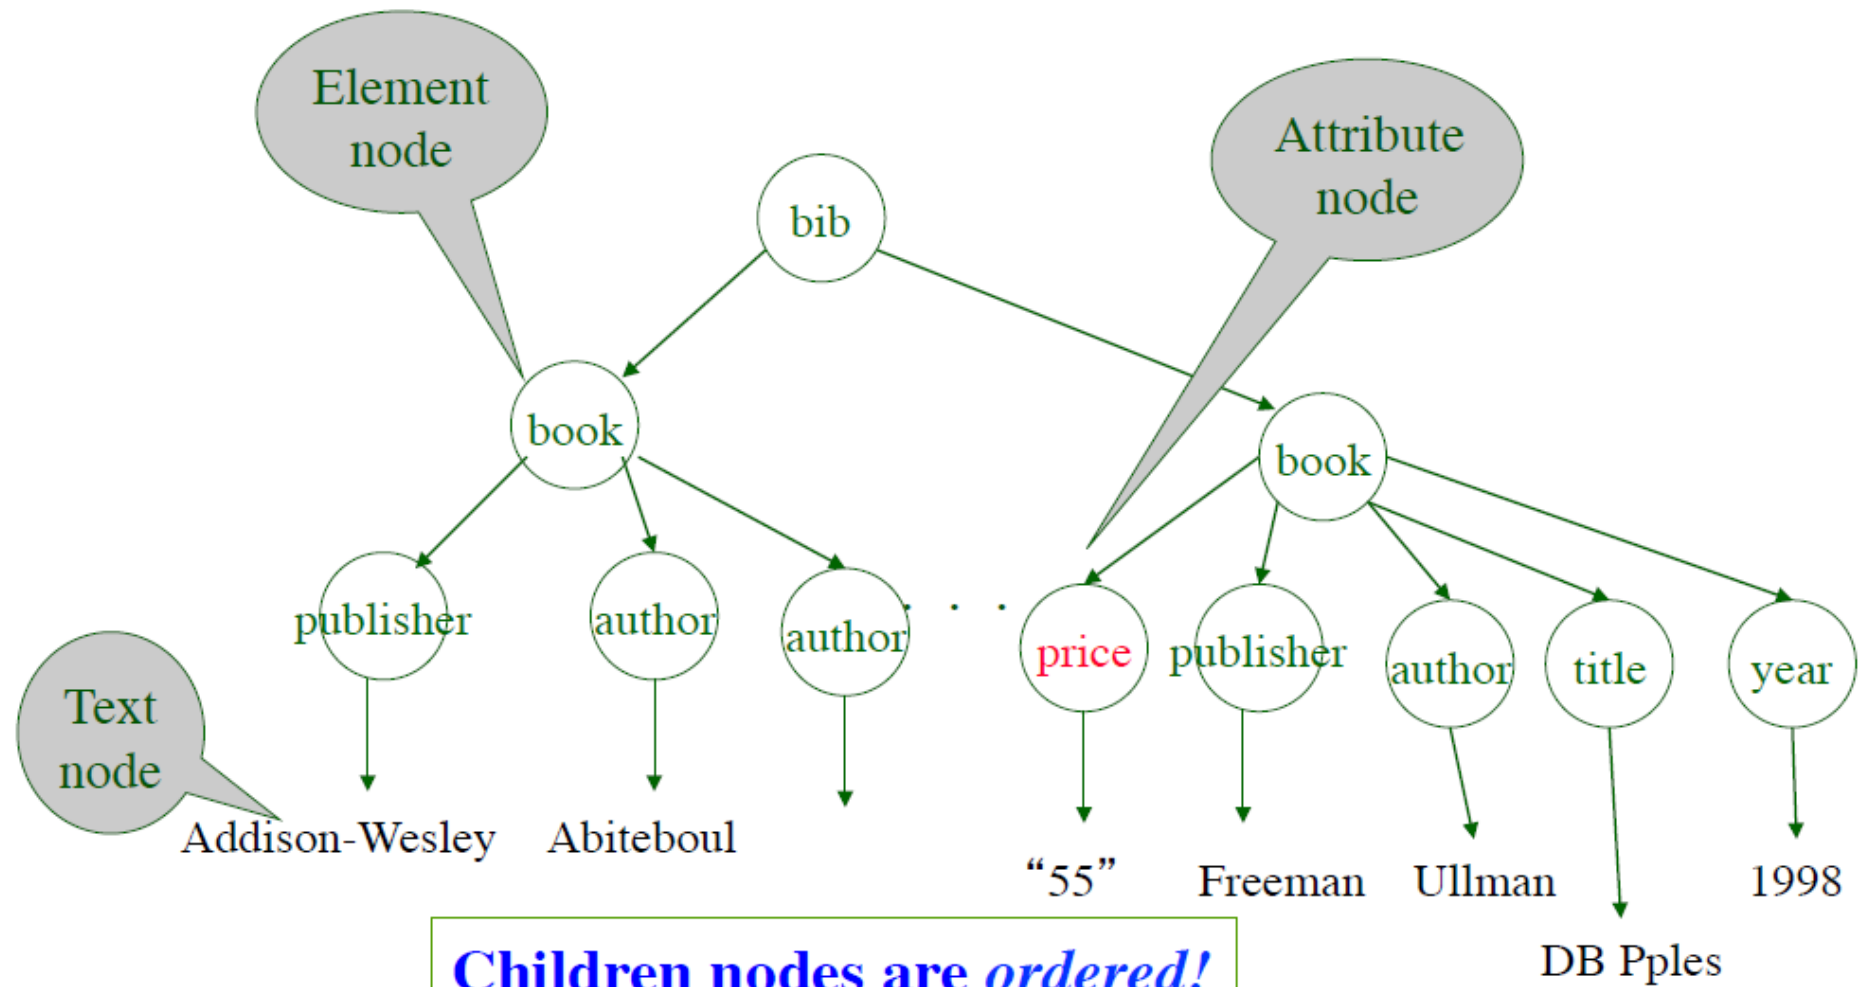 Element
node
Attribute
node
bib
book
book
publisher
author
author
. . .
price
publisher
author
title
year
Text
node
Addison-Wesley
Abiteboul
“55”
Freeman
Ullman
1998
DB Pples
Children nodes are ordered!